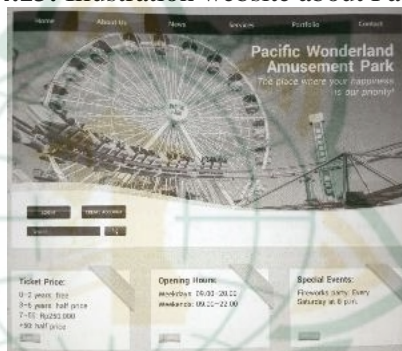 Home About Us News Services Portfolio Contact
Pacific Wonderland
Amusement Park
The place where your happiness
is our priority!
Ticket Price:
0-2 years: free
3-6 years: half price
7-50: Rp250,000
+50: half price
Opening Hours:
Weekdays: 09.00-20.00
Weekends: 09.00-22.00
Special Events:
Fireworks party: Every
Saturday at 8 p.m.